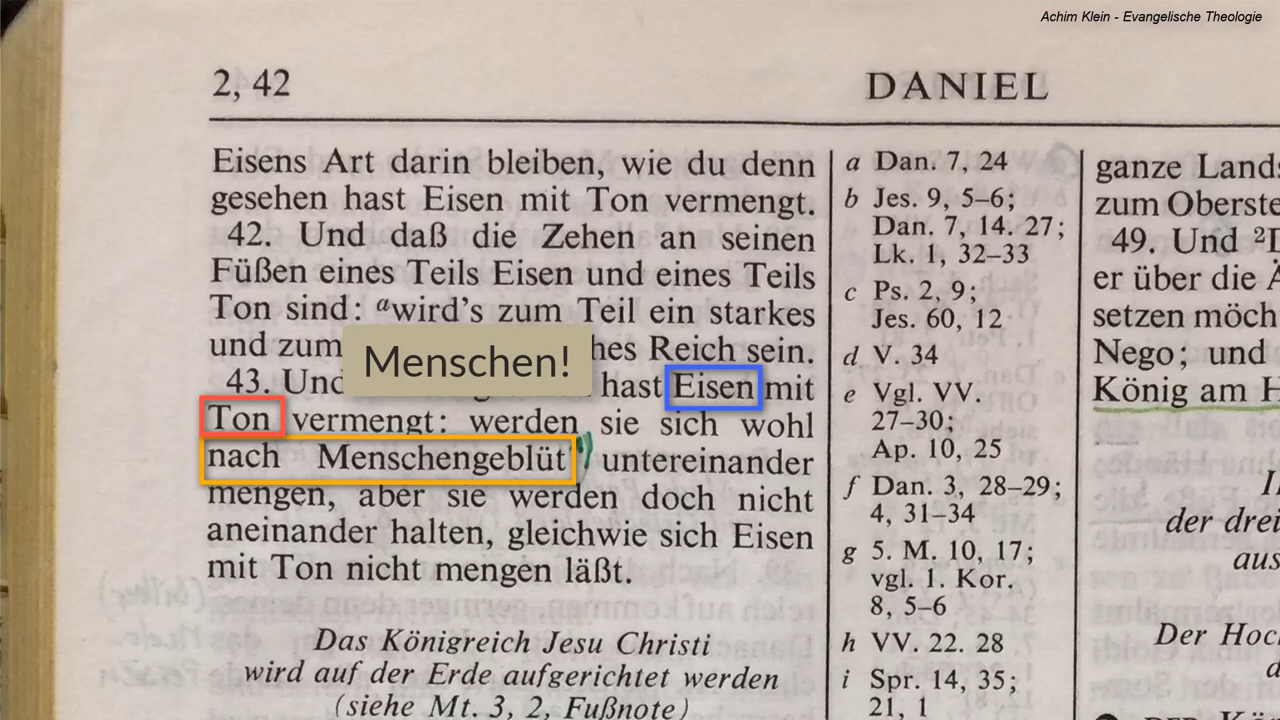 Achim Klein - Evangelische Theologie
2, 42
DANIEL
Eisens Art darin bleiben, wie du denn
gesehen hast Eisen mit Ton vermengt.
42. Und daß die Zehen an seinen
Füßen eines Teils Eisen und eines Teils
Ton sind: ᵃwird's zum Teil ein starkes
und zum hes Reich sein.
Menschen!
43. Und hast Eisen mit
Ton vermengt: werden sie sich wohl
nach Menschengeblüt untereinander
mengen, aber sie werden doch nicht
aneinander halten, gleichwie sich Eisen
mit Ton nicht mengen läßt.
Das Königreich Jesu Christi
wird auf der Erde aufgerichtet werden
(siehe Mt. 3, 2, Fußnote)
a Dan. 7, 24
b Jes. 9, 5–6;
Dan. 7, 14. 27;
Lk. 1, 32–33
c Ps. 2, 9;
Jes. 60, 12
d V. 34
e Vgl. VV.
27–30;
Ap. 10, 25
f Dan. 3, 28–29;
4, 31–34
g 5. M. 10, 17;
vgl. 1. Kor.
8, 5–6
h VV. 22. 28
i Spr. 14, 35;
21, 1
ganze Lands
zum Oberste
49. Und ²D
er über die Ä
setzen möch
Nego; und
König am H
der drei
aus
Der Hoc